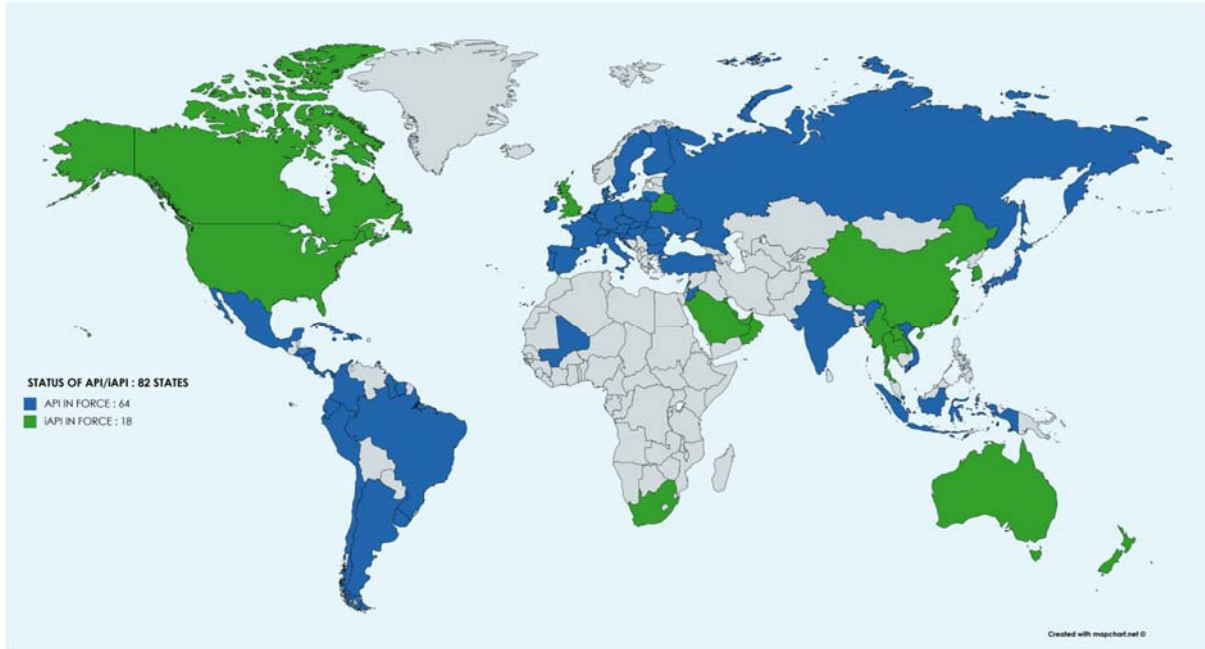 STATUS OF API/iAPI : 82 STATES
API IN FORCE : 64
iAPI IN FORCE : 18
Created with mapchart.net ©